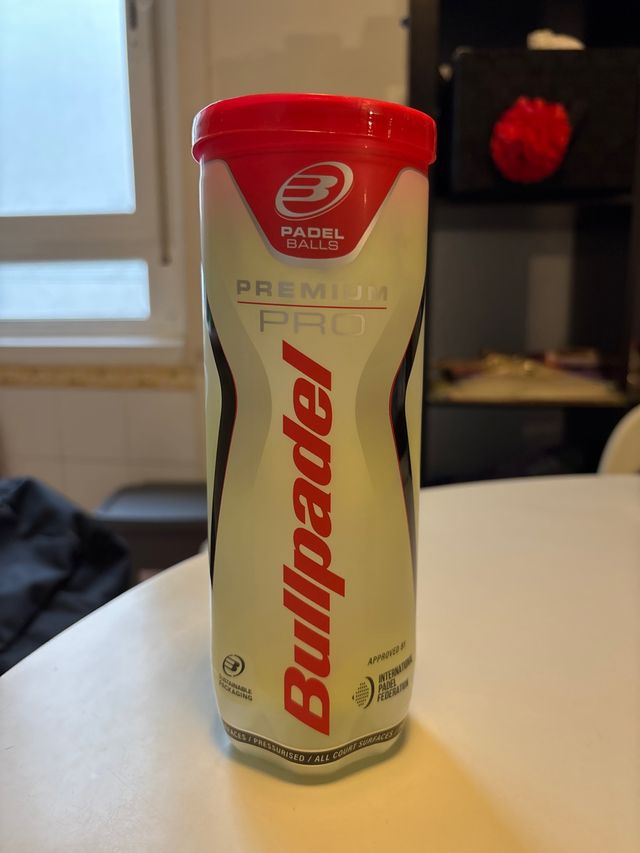 PADEL
BALLS
PREMIUM
PRO
Bullpadel
SUSTAINABLE
PACKAGING
APPROVED BY
INTERNATIONAL
PADEL
FEDERATION
/ PRESSURISED / ALL COURT SURFACES /